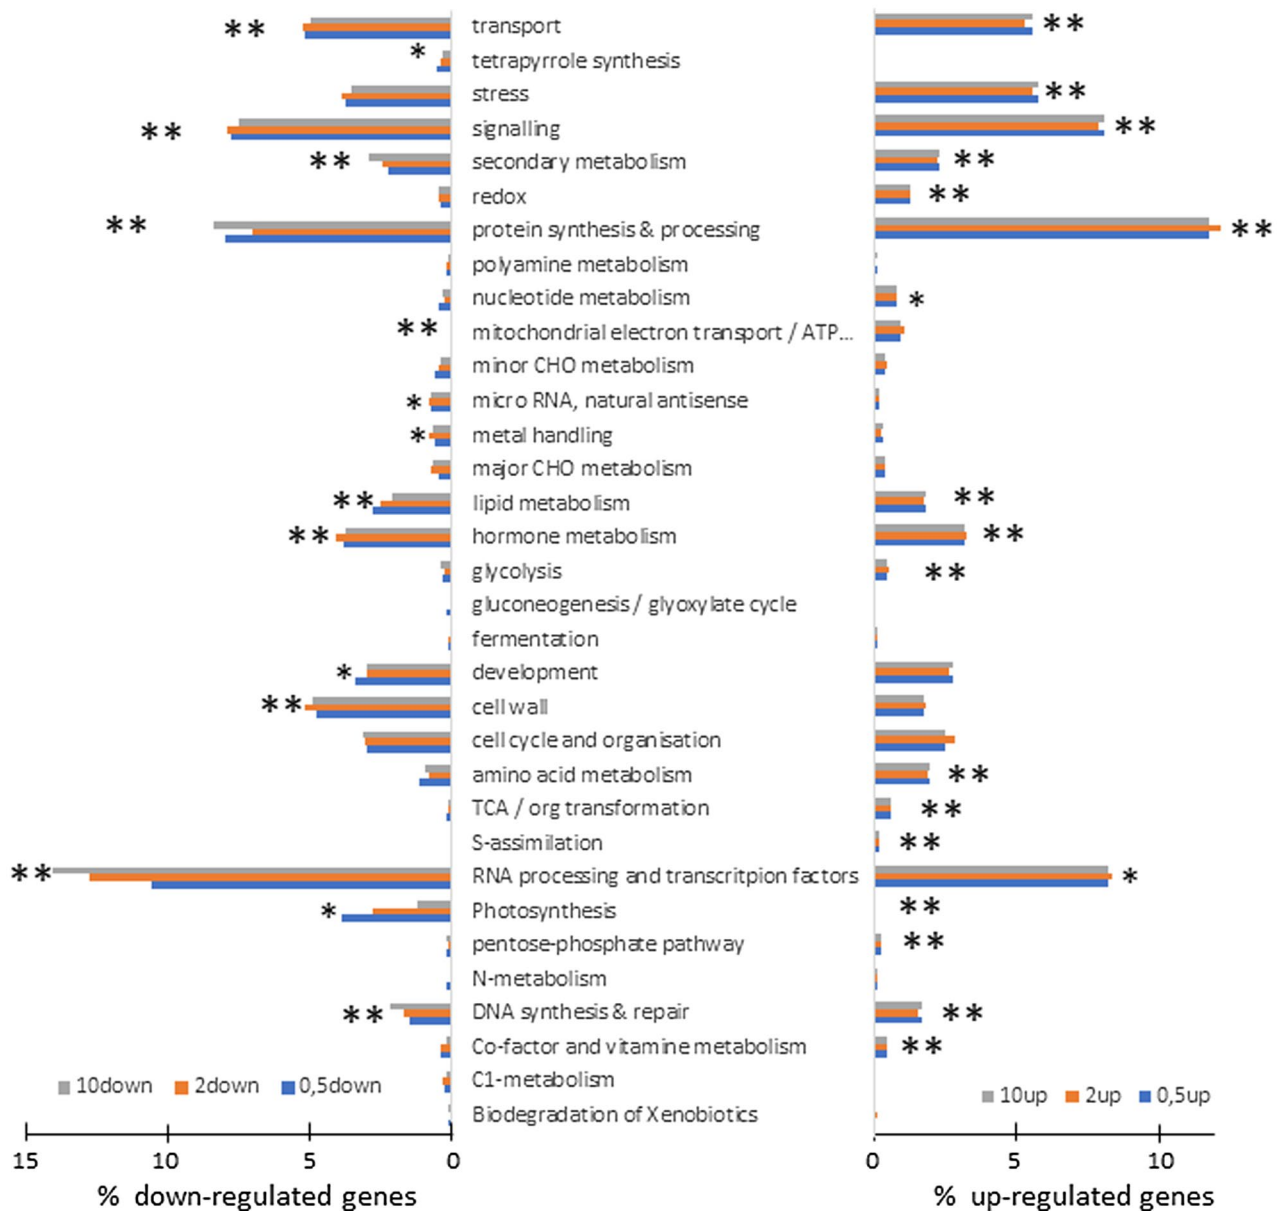 ** transport **
* tetrapyrrole synthesis
stress **
** signalling **
** secondary metabolism **
redox **
** protein synthesis & processing **
polyamine metabolism
nucleotide metabolism *
** mitochondrial electron transport / ATP...
minor CHO metabolism
* micro RNA, natural antisense
* metal handling
major CHO metabolism
** lipid metabolism **
** hormone metabolism **
glycolysis **
gluconeogenesis / glyoxylate cycle
fermentation
* development
** cell wall
cell cycle and organisation
amino acid metabolism **
TCA / org transformation **
S-assimilation **
** RNA processing and transcritpion factors *
* Photosynthesis **
pentose-phosphate pathway **
N-metabolism
** DNA synthesis & repair **
Co-factor and vitamine metabolism **
10down 2down 0,5down C1-metabolism 10up 2up 0,5up
Biodegradation of Xenobiotics
15 10 5 0 0 5 10
% down-regulated genes % up-regulated genes